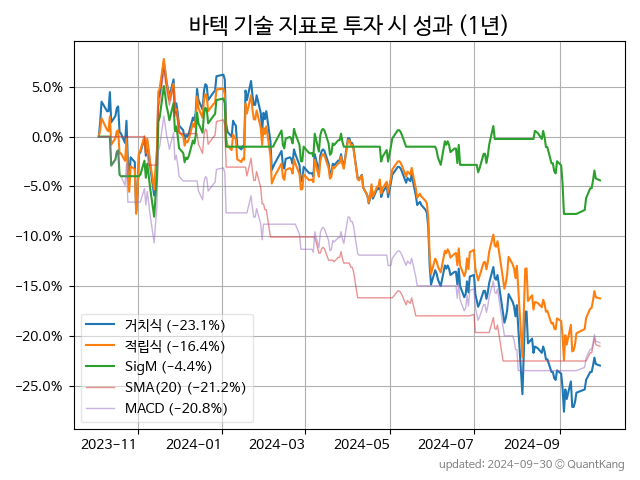 바텍 기술 지표로 투자 시 성과 (1년)
5.0%
0.0%
−5.0%
−10.0%
−15.0%
−20.0%
−25.0%
거치식 (−23.1%)
적립식 (−16.4%)
SigM (−4.4%)
SMA(20) (−21.2%)
MACD (−20.8%)
2023-11 2024-01 2024-03 2024-05 2024-07 2024-09
updated: 2024-09-30 © QuantKang